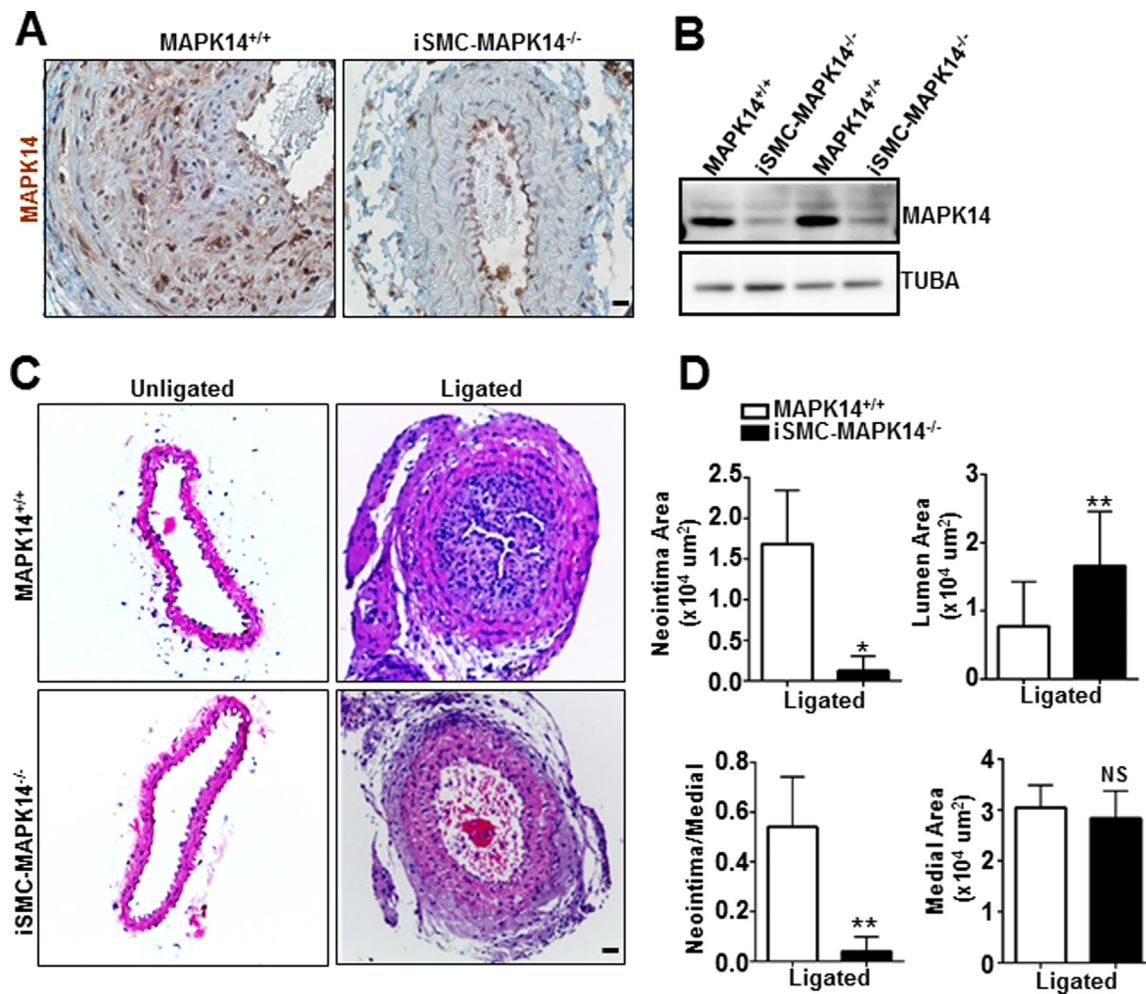 A
MAPK14+/+
iSMC-MAPK14-/-
MAPK14
B
MAPK14+/+
iSMC-MAPK14-/-
MAPK14+/+
iSMC-MAPK14-/-
MAPK14
TUBA
C
Unligated
Ligated
MAPK14+/+
iSMC-MAPK14-/-
D
MAPK14+/+
iSMC-MAPK14-/-
Neointima Area
(x10⁴ um²)
2.5
2.0
1.5
1.0
0.5
0.0
*
Ligated
Lumen Area
(x10⁴ um²)
3
2
1
0
**
Ligated
Neointima/Medial
0.8
0.6
0.4
0.2
0.0
**
Ligated
Medial Area
(x10⁴ um²)
4
3
2
1
0
NS
Ligated